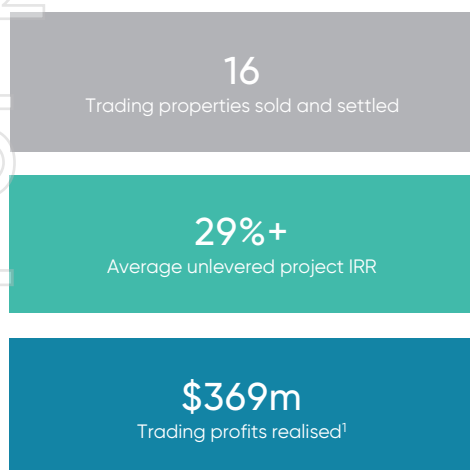 16
Trading properties sold and settled
29%+
Average unlevered project IRR
$369m
Trading profits realised¹